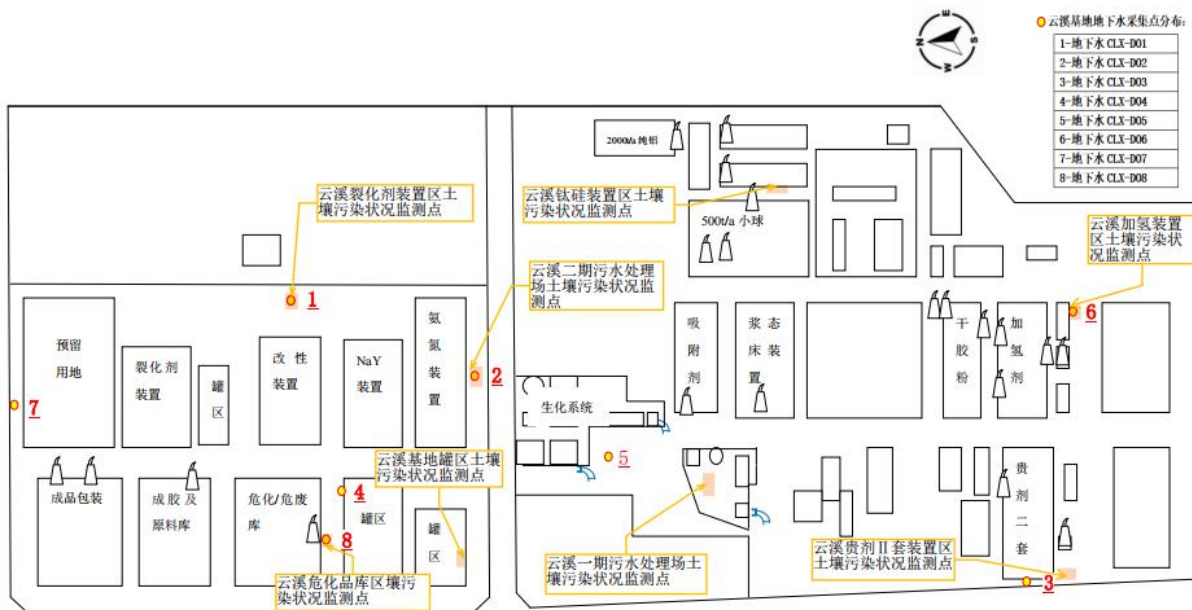 N
E
S
W
云溪基地地下水采集点分布:
1-地下水 CLX-D01
2-地下水 CLX-D02
3-地下水 CLX-D03
4-地下水 CLX-D04
5-地下水 CLX-D05
6-地下水 CLX-D06
7-地下水 CLX-D07
8-地下水 CLX-D08
2000t/a 纯铝
云溪裂化剂装置区土
壤污染状况监测点
云溪钛硅装置区土壤
污染状况监测点
500t/a 小球
云溪加氢装置
区土壤污染状
况监测点
云溪二期污水处理
场土壤污染状况监
测点
1
6
预留
用地
裂化剂
装置
罐
区
改性
装置
NaY
装置
氨
氮
装
置
2
吸
附
剂
浆态
床装
置
干
胶
粉
加
氢
剂
7
生化系统
5
云溪基地罐区土壤
污染状况监测点
成品包装
成胶及
原料库
危化/危废
库
4
罐区
罐
区
8
贵
剂
二
套
云溪危化品库区壤污
染状况监测点
云溪一期污水处理场土
壤污染状况监测点
云溪贵剂Ⅱ套装置区
土壤污染状况监测点
3